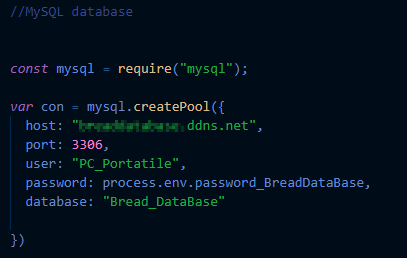 //MySQL database
const mysql = require("mysql");
var con = mysql.createPool({
host: ".ddns.net",
port: 3306,
user: "PC_Portatile",
password: process.env.password_BreadDataBase,
database: "Bread_DataBase"
})